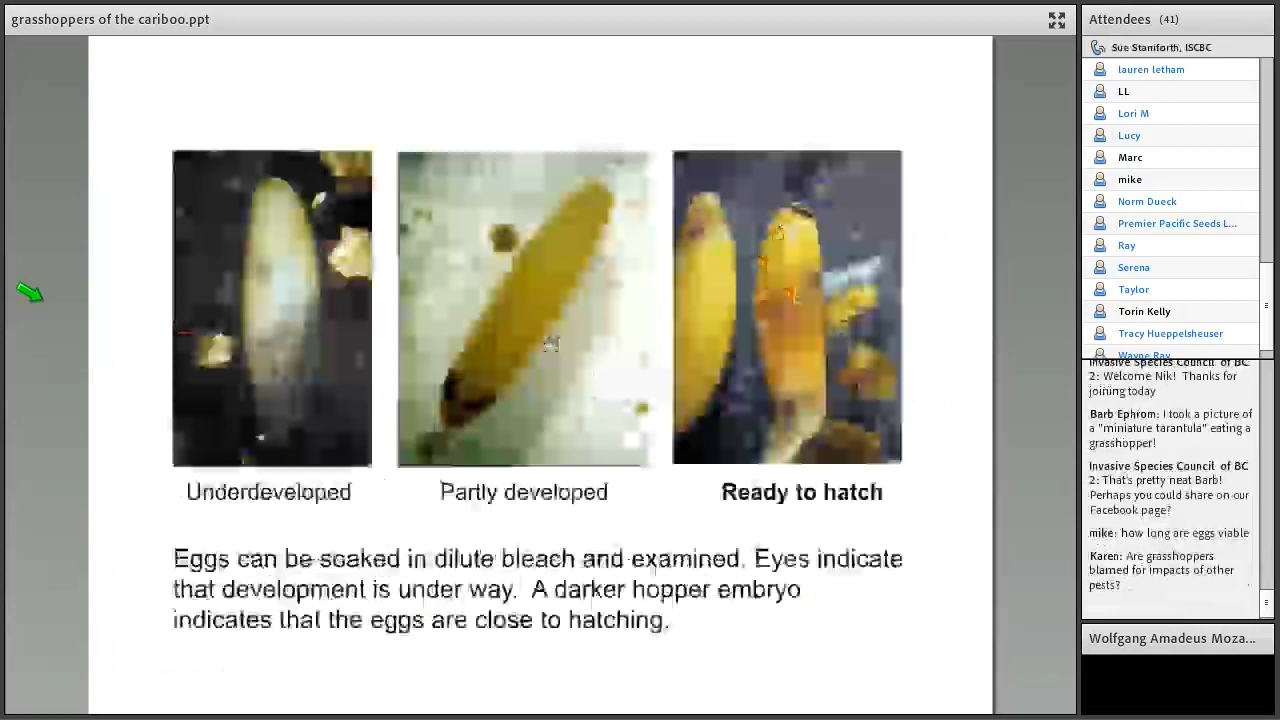 grasshoppers of the cariboo.ppt
Underdeveloped
Partly developed
Ready to hatch
Eggs can be soaked in dilute bleach and examined. Eyes indicate
that development is under way. A darker hopper embryo
indicates that the eggs are close to hatching.
Attendees (41)
Sue Staniforth, ISCBC
lauren letham
LL
Lori M
Lucy
Marc
mike
Norm Dueck
Premier Pacific Seeds L...
Ray
Serena
Taylor
Torin Kelly
Tracy Hueppelsheuser
Wayne Ray
Invasive Species Council of BC
2: Welcome Nik! Thanks for
joining today
Barb Ephrom: I took a picture of
a "miniature tarantula" eating a
grasshopper!
Invasive Species Council of BC
2: That's pretty neat Barb!
Perhaps you could share on our
Facebook page?
mike: how long are eggs viable
Karen: Are grasshoppers
blamed for impacts of other
pests?
Wolfgang Amadeus Moza...